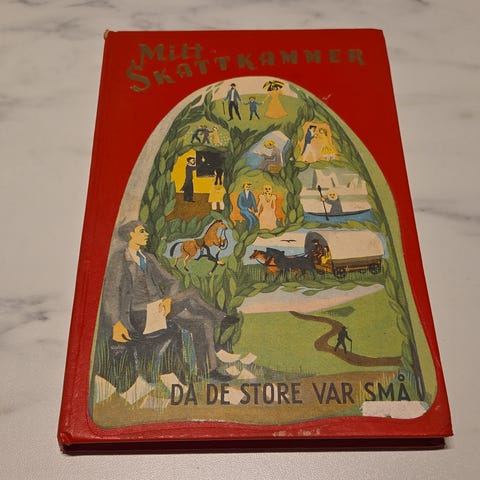 Mitt
SKATTKAMMER
DA DE STORE VAR SMÅ